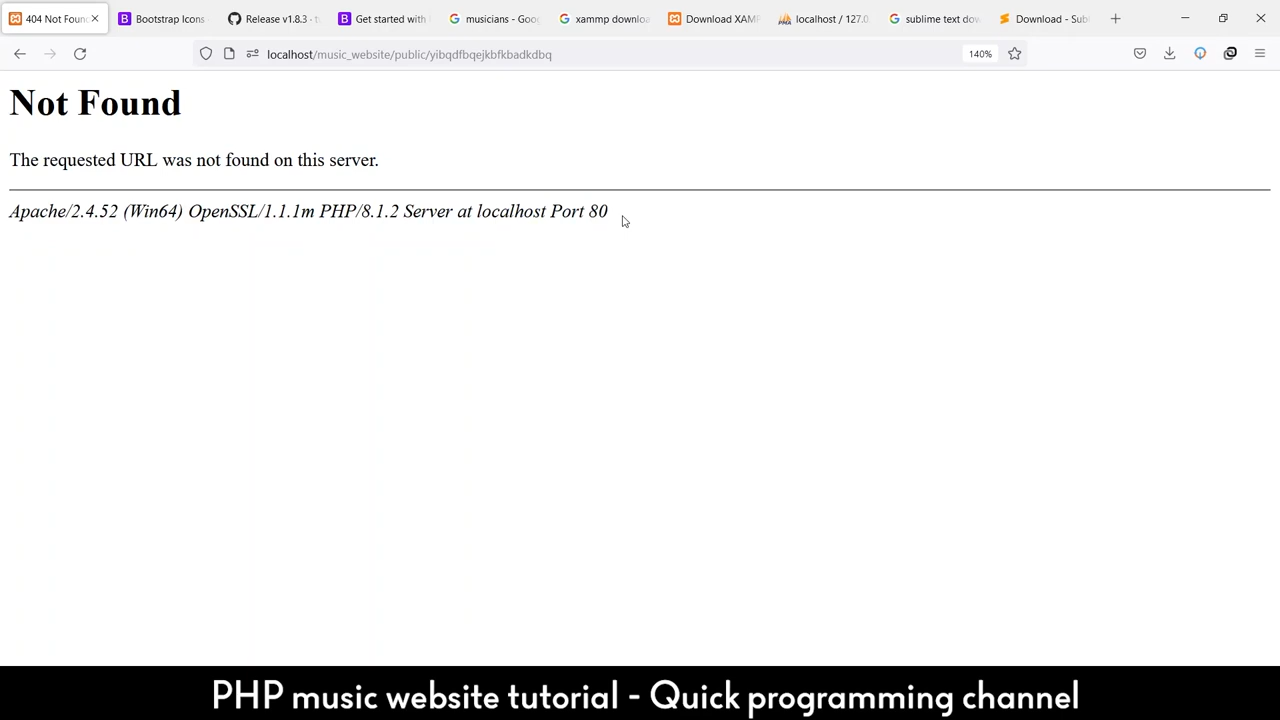 404 Not Foun
Bootstrap Icons
Release v1.8.3 · t
Get started with
musicians - Goo
xammp downlo
Download XAM
localhost / 127.0.
sublime text dow
Download - Sub
localhost/music_website/public/yibqdfbqejkbfkbadkdbq
140%
Not Found
The requested URL was not found on this server.
Apache/2.4.52 (Win64) OpenSSL/1.1.1m PHP/8.1.2 Server at localhost Port 80
PHP music website tutorial - Quick programming channel